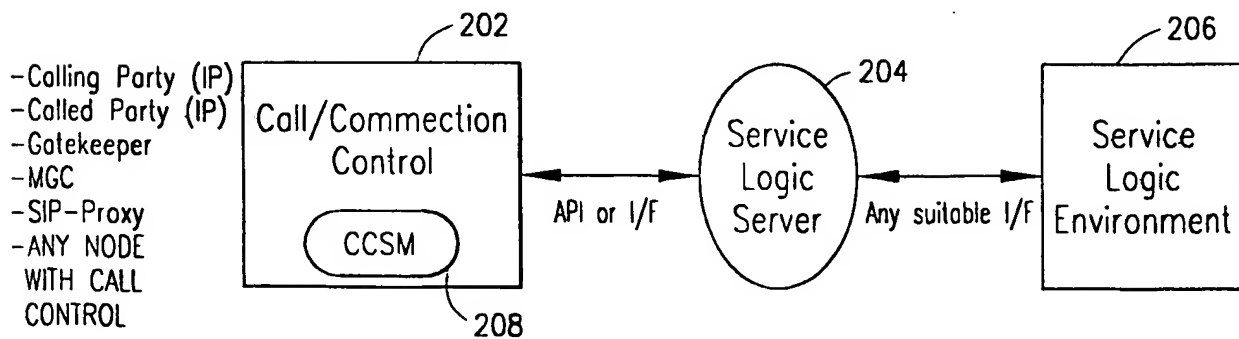 202
-Calling Party (IP)
-Called Party (IP)
-Gatekeeper
-MGC
-SIP-Proxy
-ANY NODE
WITH CALL
CONTROL
Call/Commection
Control
CCSM
208
API or I/F
204
Service
Logic
Server
Any suitable I/F
206
Service
Logic
Environment